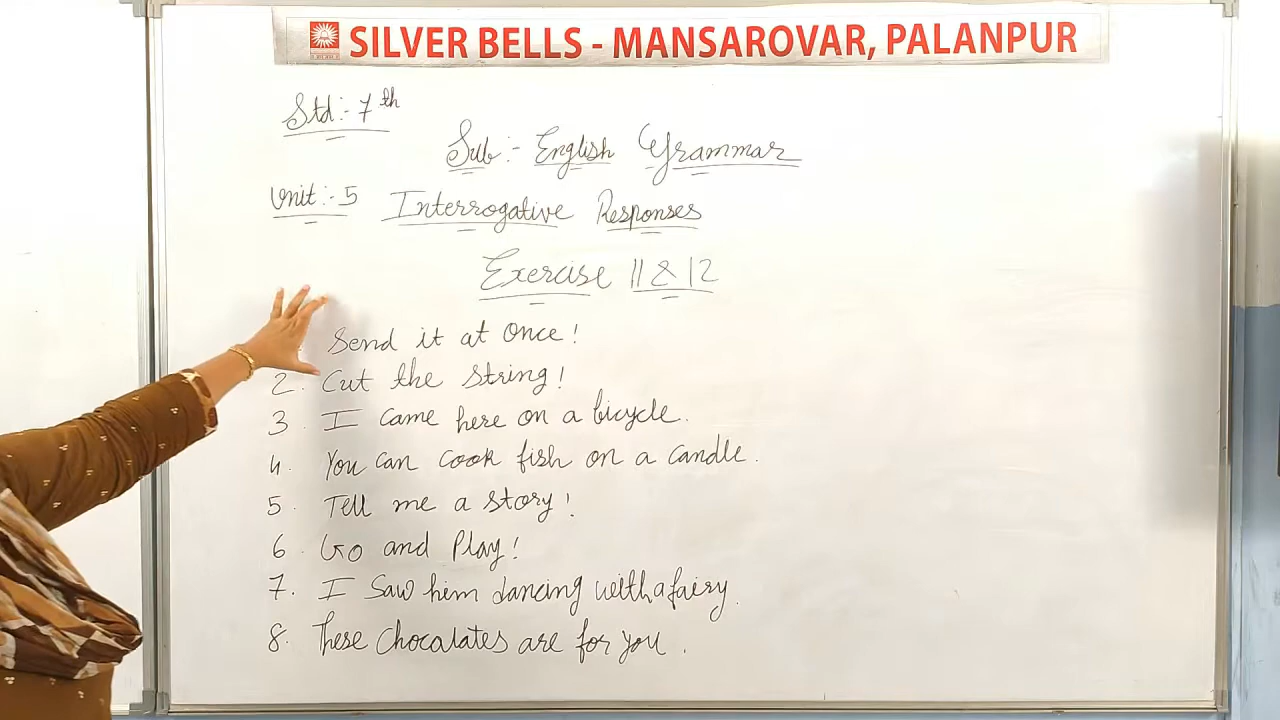 SILVER BELLS - MANSAROVAR, PALANPUR
Std:- 7th
Sub:- English Grammar
Unit:- 5 Interrogative Responses
Exercise 11 & 12
Send it at Once!
2. Cut the String!
3. I came here on a bicycle.
4. You can cook fish on a candle.
5. Tell me a story!
6. Go and Play!
7. I Saw him dancing with a fairy.
8. These Chocalates are for you.